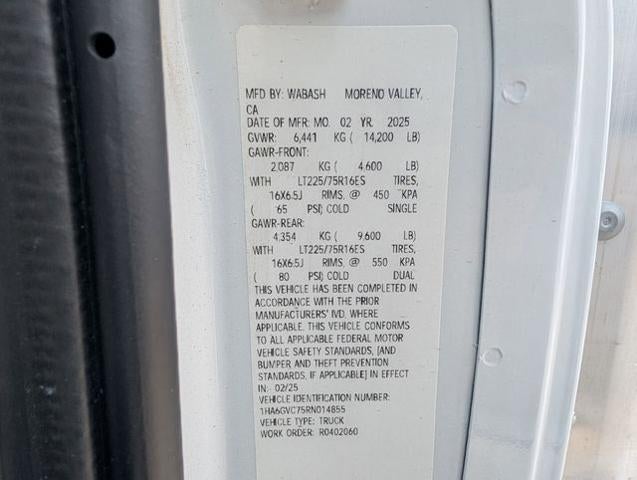 MFD BY: WABASH MORENO VALLEY,
CA
DATE OF MFR: MO. 02 YR. 2025
GVWR: 6,441 KG ( 14,200 LB)
GAWR-FRONT:
2,087 KG ( 4,600 LB)
WITH LT225/75R16ES TIRES,
16X6.5J RIMS, @ 450 KPA
( 65 PSI) COLD SINGLE
GAWR-REAR:
4,354 KG ( 9,600 LB)
WITH LT225/75R16ES TIRES,
16X6.5J RIMS, @ 550 KPA
( 80 PSI) COLD DUAL
THIS VEHICLE HAS BEEN COMPLETED IN
ACCORDANCE WITH THE PRIOR
MANUFACTURERS' IVD, WHERE
APPLICABLE. THIS VEHICLE CONFORMS
TO ALL APPLICABLE FEDERAL MOTOR
VEHICLE SAFETY STANDARDS, [AND
BUMPER AND THEFT PREVENTION
STANDARDS, IF APPLICABLE] IN EFFECT
IN: 02/25
VEHICLE IDENTIFICATION NUMBER:
1HA6GVC75RN014855
VEHICLE TYPE: TRUCK
WORK ORDER: R0402060